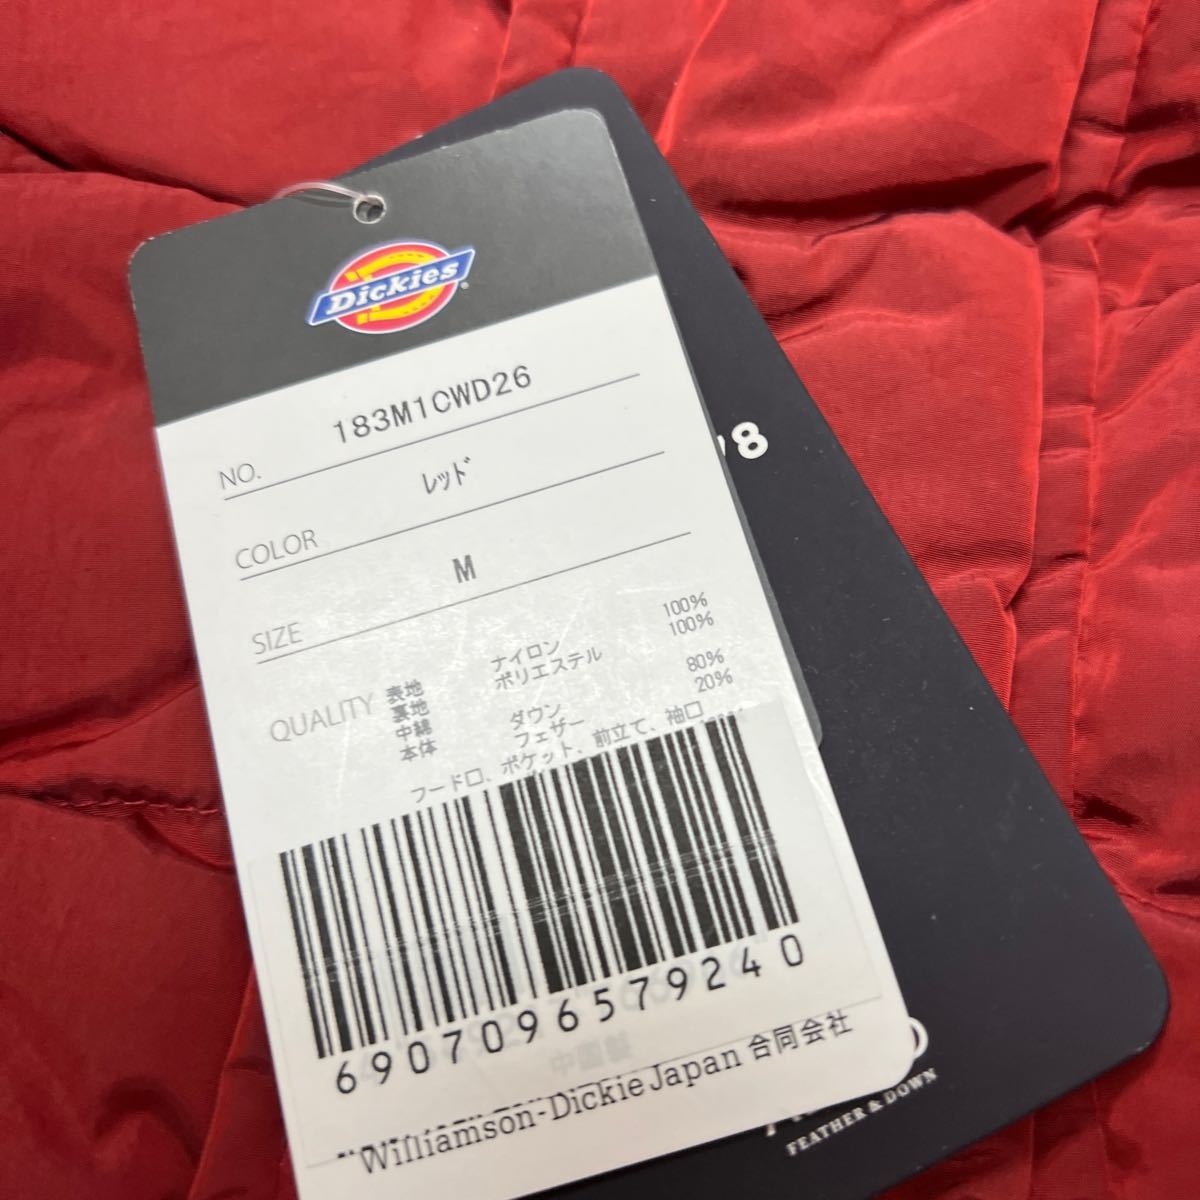 Dickies
183M1CWD26
NO.
レッド
COLOR
M
SIZE
QUALITY
表地 ナイロン 100%
裏地 ポリエステル 100%
中綿 ダウン 80%
本体 フェザー 20%
フード口、ポケット、前立て、袖口
6907096579240
中国製
Williamson-Dickie Japan 合同会社
8
FEATHER & DOWN